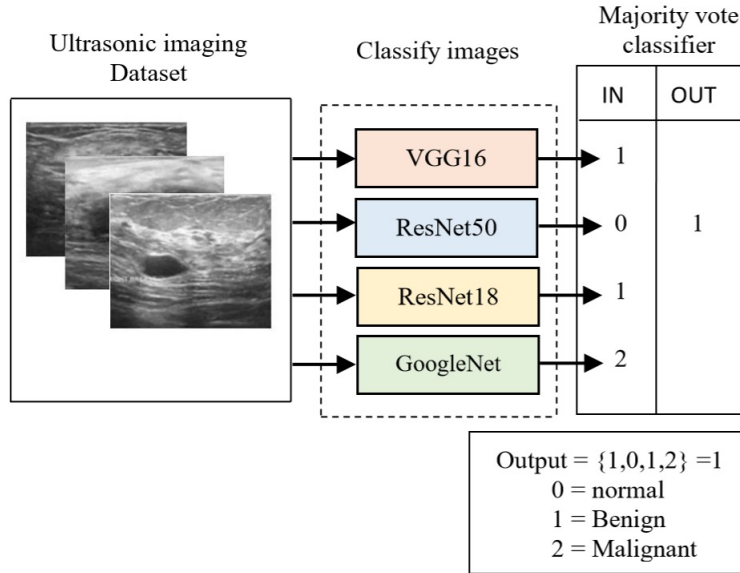 Ultrasonic imaging
Dataset
Classify images
Majority vote
classifier
IN OUT
VGG16 1
ResNet50 0 1
ResNet18 1
GoogleNet 2
Output = {1,0,1,2} =1
0 = normal
1 = Benign
2 = Malignant